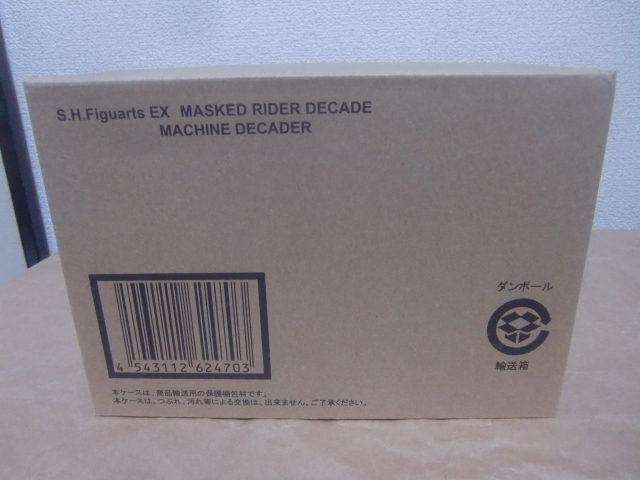 S.H.Figuarts EX MASKED RIDER DECADE
MACHINE DECADER
ダンボール
輸送箱
4 543112 624703
本ケースは、商品輸送用の保護梱包材です。
本ケースは、つぶれ、汚れ等による交換は、出来ません。ご了承ください。